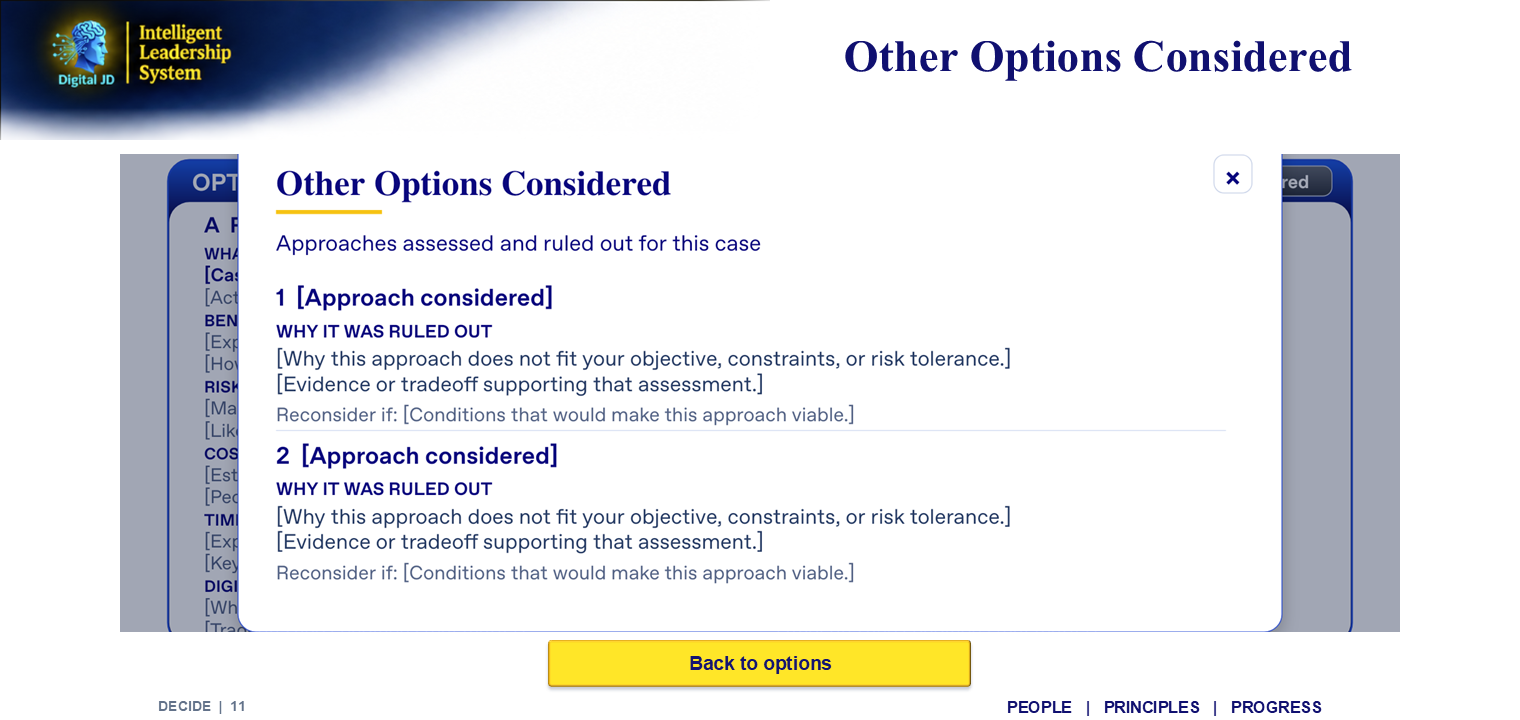 Intelligent
Leadership
System
Digital JD
Other Options Considered
Other Options Considered
×
Approaches assessed and ruled out for this case
1 [Approach considered]
WHY IT WAS RULED OUT
[Why this approach does not fit your objective, constraints, or risk tolerance.]
[Evidence or tradeoff supporting that assessment.]
Reconsider if: [Conditions that would make this approach viable.]
2 [Approach considered]
WHY IT WAS RULED OUT
[Why this approach does not fit your objective, constraints, or risk tolerance.]
[Evidence or tradeoff supporting that assessment.]
Reconsider if: [Conditions that would make this approach viable.]
Back to options
DECIDE | 11
PEOPLE | PRINCIPLES | PROGRESS